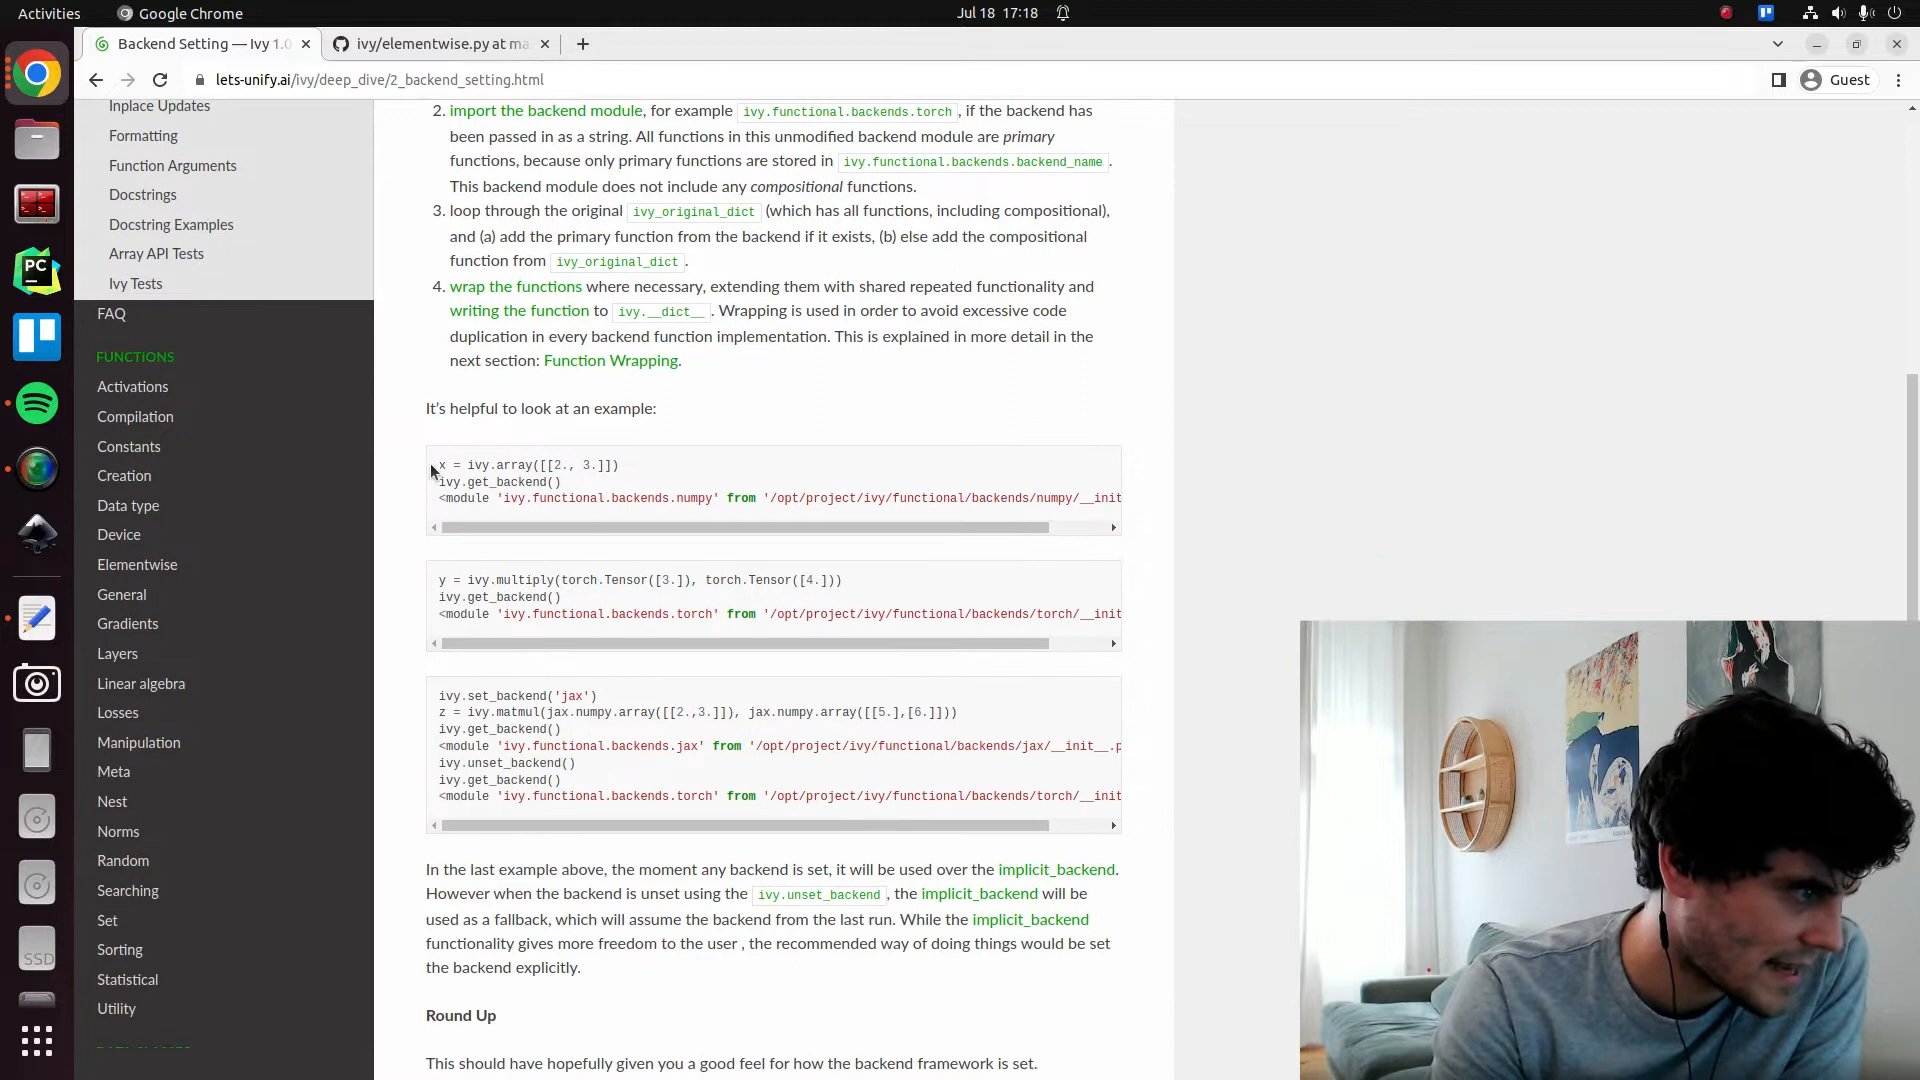 Activities
Google Chrome
Jul 18 17:18
Backend Setting — Ivy 1.0
ivy/elementwise.py at ma
lets-unify.ai/ivy/deep_dive/2_backend_setting.html
Guest
Inplace Updates
Formatting
Function Arguments
Docstrings
Docstring Examples
Array API Tests
Ivy Tests
FAQ
FUNCTIONS
Activations
Compilation
Constants
Creation
Data type
Device
Elementwise
General
Gradients
Layers
Linear algebra
Losses
Manipulation
Meta
Nest
Norms
Random
Searching
Set
Sorting
Statistical
Utility
2. import the backend module, for example ivy.functional.backends.torch , if the backend has
been passed in as a string. All functions in this unmodified backend module are primary
functions, because only primary functions are stored in ivy.functional.backends.backend_name .
This backend module does not include any compositional functions.
3. loop through the original ivy_original_dict (which has all functions, including compositional),
and (a) add the primary function from the backend if it exists, (b) else add the compositional
function from ivy_original_dict .
4. wrap the functions where necessary, extending them with shared repeated functionality and
writing the function to ivy.__dict__ . Wrapping is used in order to avoid excessive code
duplication in every backend function implementation. This is explained in more detail in the
next section: Function Wrapping.
It's helpful to look at an example:
x = ivy.array([[2., 3.]])
ivy.get_backend()
<module 'ivy.functional.backends.numpy' from '/opt/project/ivy/functional/backends/numpy/__init
y = ivy.multiply(torch.Tensor([3.]), torch.Tensor([4.]))
ivy.get_backend()
<module 'ivy.functional.backends.torch' from '/opt/project/ivy/functional/backends/torch/__init
ivy.set_backend('jax')
z = ivy.matmul(jax.numpy.array([[2.,3.]]), jax.numpy.array([[5.],[6.]]))
ivy.get_backend()
<module 'ivy.functional.backends.jax' from '/opt/project/ivy/functional/backends/jax/__init__.p
ivy.unset_backend()
ivy.get_backend()
<module 'ivy.functional.backends.torch' from '/opt/project/ivy/functional/backends/torch/__init
In the last example above, the moment any backend is set, it will be used over the implicit_backend.
However when the backend is unset using the ivy.unset_backend , the implicit_backend will be
used as a fallback, which will assume the backend from the last run. While the implicit_backend
functionality gives more freedom to the user , the recommended way of doing things would be set
the backend explicitly.
Round Up
This should have hopefully given you a good feel for how the backend framework is set.
PC
SSD